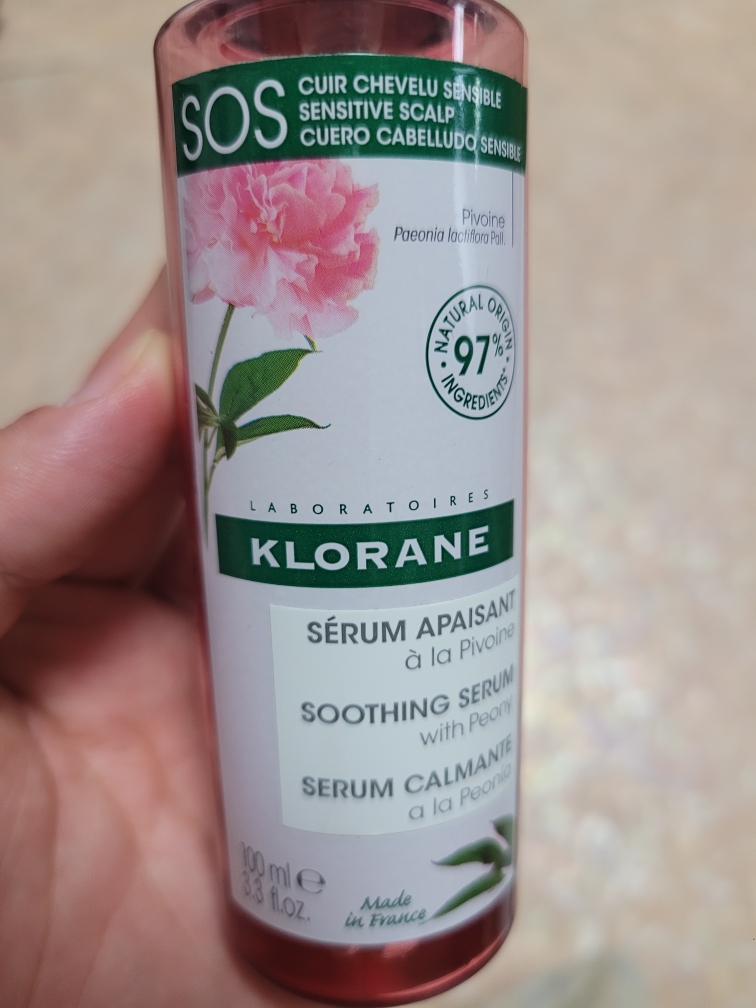 SOS
CUIR CHEVELU SENSIBLE
SENSITIVE SCALP
CUERO CABELLUDO SENSIBLE
Pivoine
Paeonia lactiflora Pall.
NATURAL ORIGIN
97%
INGREDIENTS
LABORATOIRES
KLORANE
SÉRUM APAISANT
à la Pivoine
SOOTHING SERUM
with Peony
SERUM CALMANTE
a la Peonia
100 ml e
3.3 fl.oz.
Made
in France